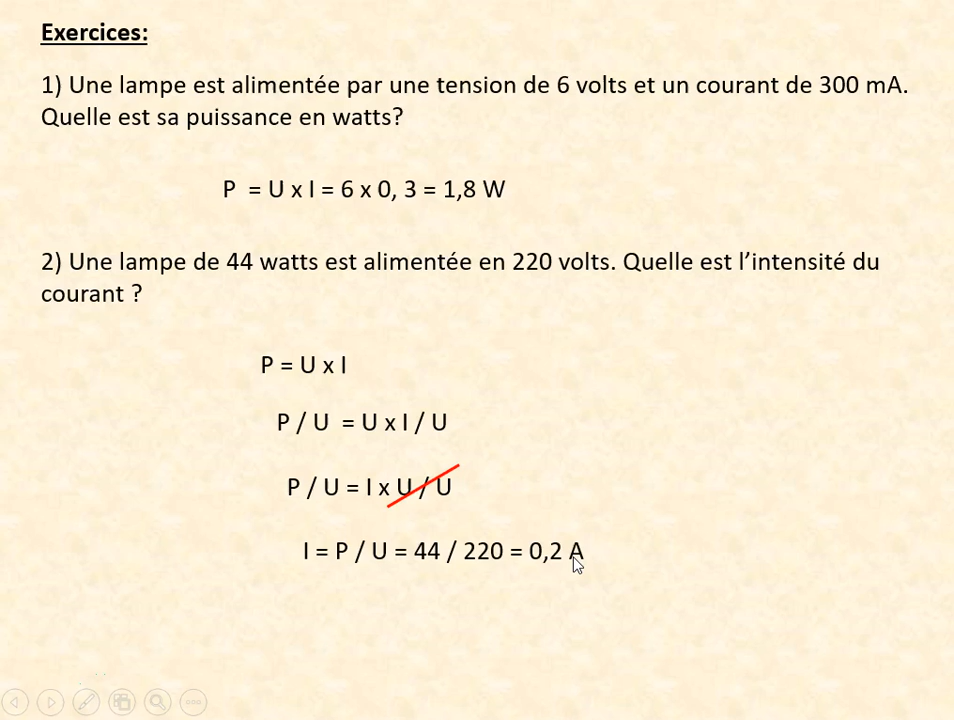 Exercices:
1) Une lampe est alimentée par une tension de 6 volts et un courant de 300 mA.
Quelle est sa puissance en watts?
P = U x I = 6 x 0, 3 = 1,8 W
2) Une lampe de 44 watts est alimentée en 220 volts. Quelle est l’intensité du
courant ?
P = U x I
P / U = U x I / U
P / U = I x U / U
I = P / U = 44 / 220 = 0,2 A